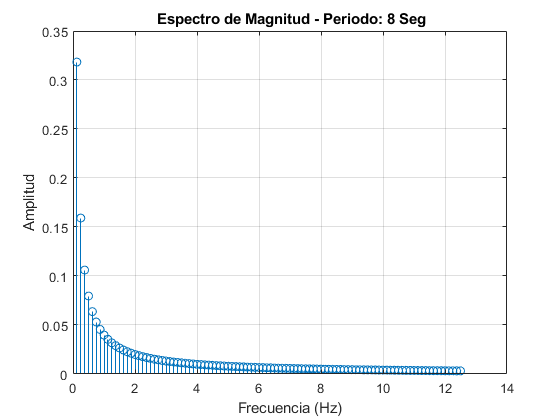 Espectro de Magnitud - Periodo: 8 Seg
Amplitud
0.35
0.3
0.25
0.2
0.15
0.1
0.05
0
0 2 4 6 8 10 12 14
Frecuencia (Hz)